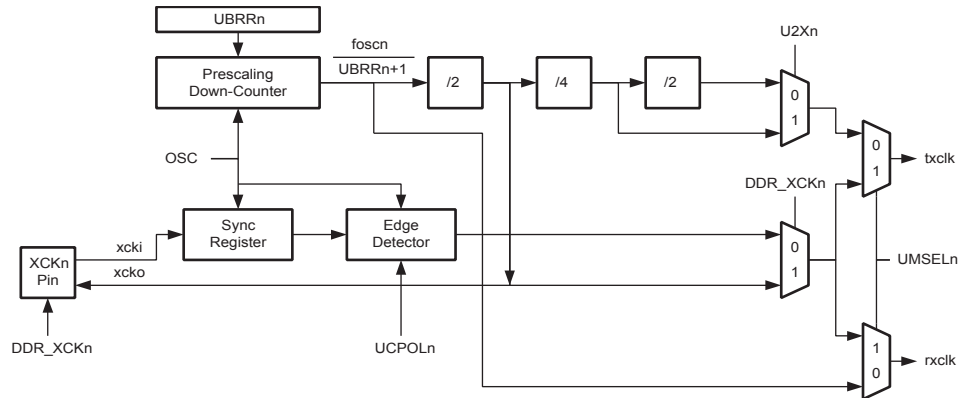 UBRRn
Prescaling
Down-Counter
foscn
UBRRn+1
/2
/4
/2
U2Xn
0
1
OSC
0
1
txclk
DDR_XCKn
Sync
Register
Edge
Detector
0
1
UMSELn
xcki
XCKn
Pin
xcko
DDR_XCKn
UCPOLn
1
0
rxclk